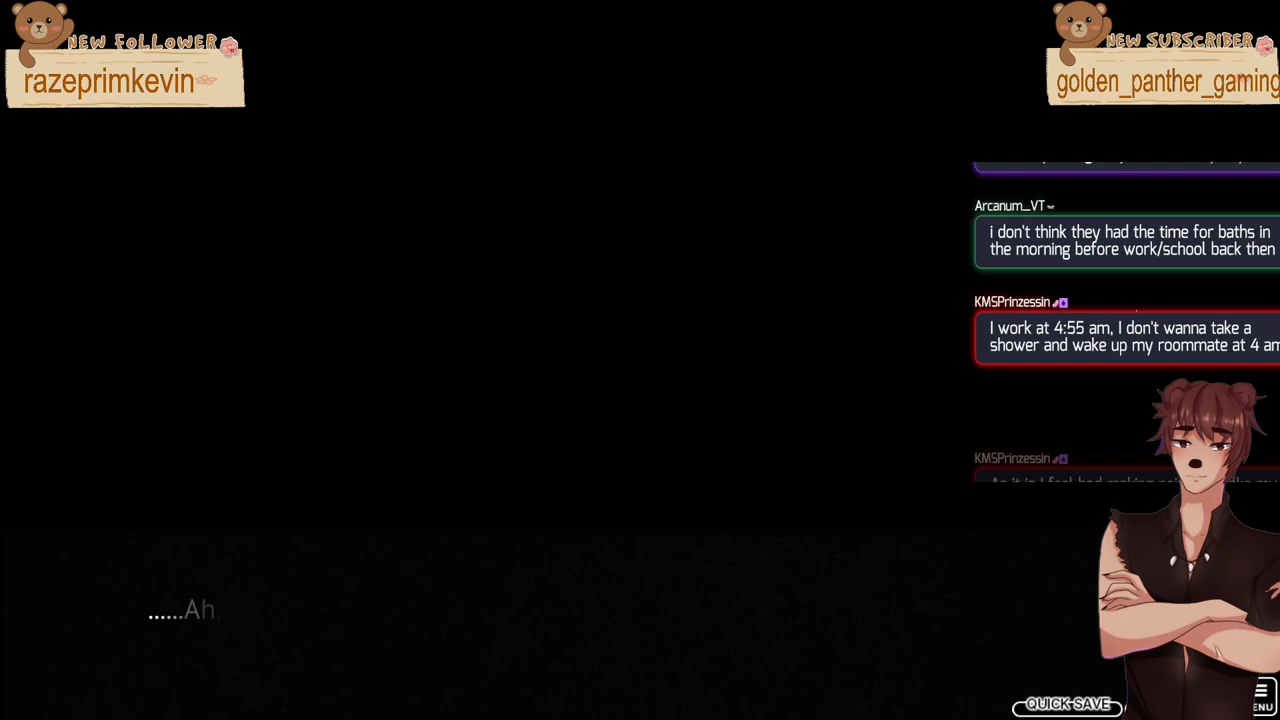 NEW FOLLOWER
razeprimkevin
NEW SUBSCRIBER
golden_panther_gaming
Arcanum_VT
i don't think they had the time for baths in
the morning before work/school back then
KMSPrinzessin
I work at 4:55 am, I don't wanna take a
shower and wake up my roommate at 4 am
KMSPrinzessin
......Ah,
QUICK SAVE
ENU